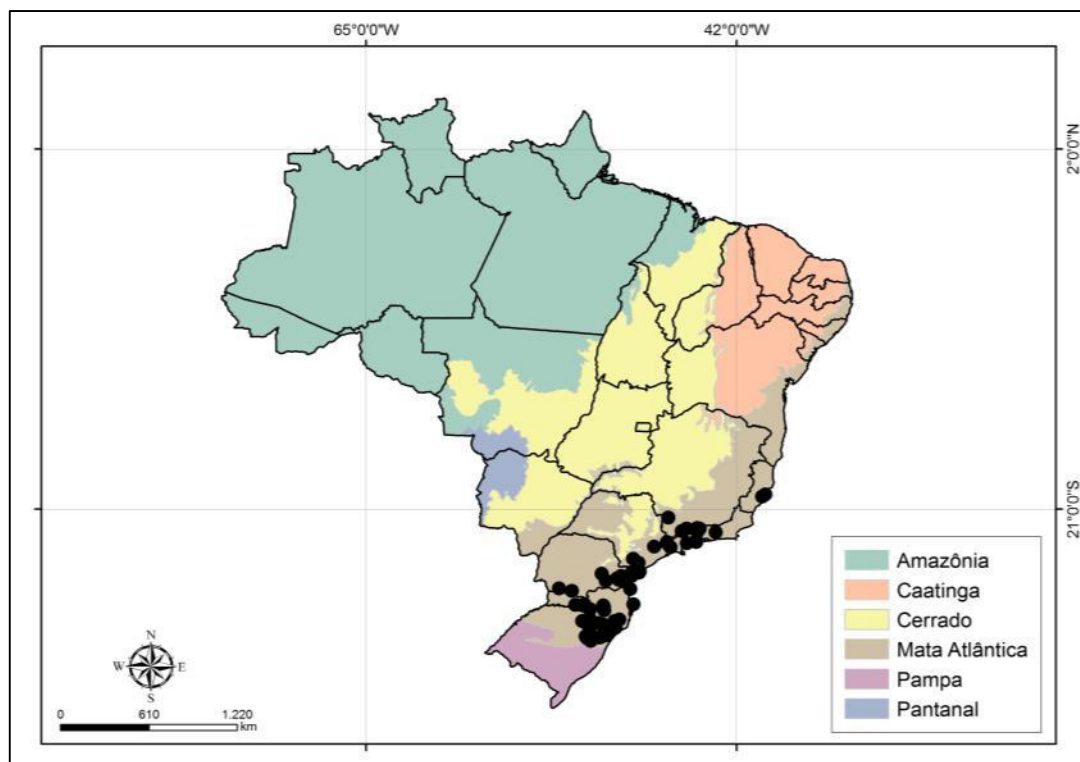 65°0'0"W
42°0'0"W
2°0'0"N
21°0'0"S
Amazônia
Caatinga
Cerrado
Mata Atlântica
Pampa
Pantanal
N
W
E
S
0
610
1.220
km